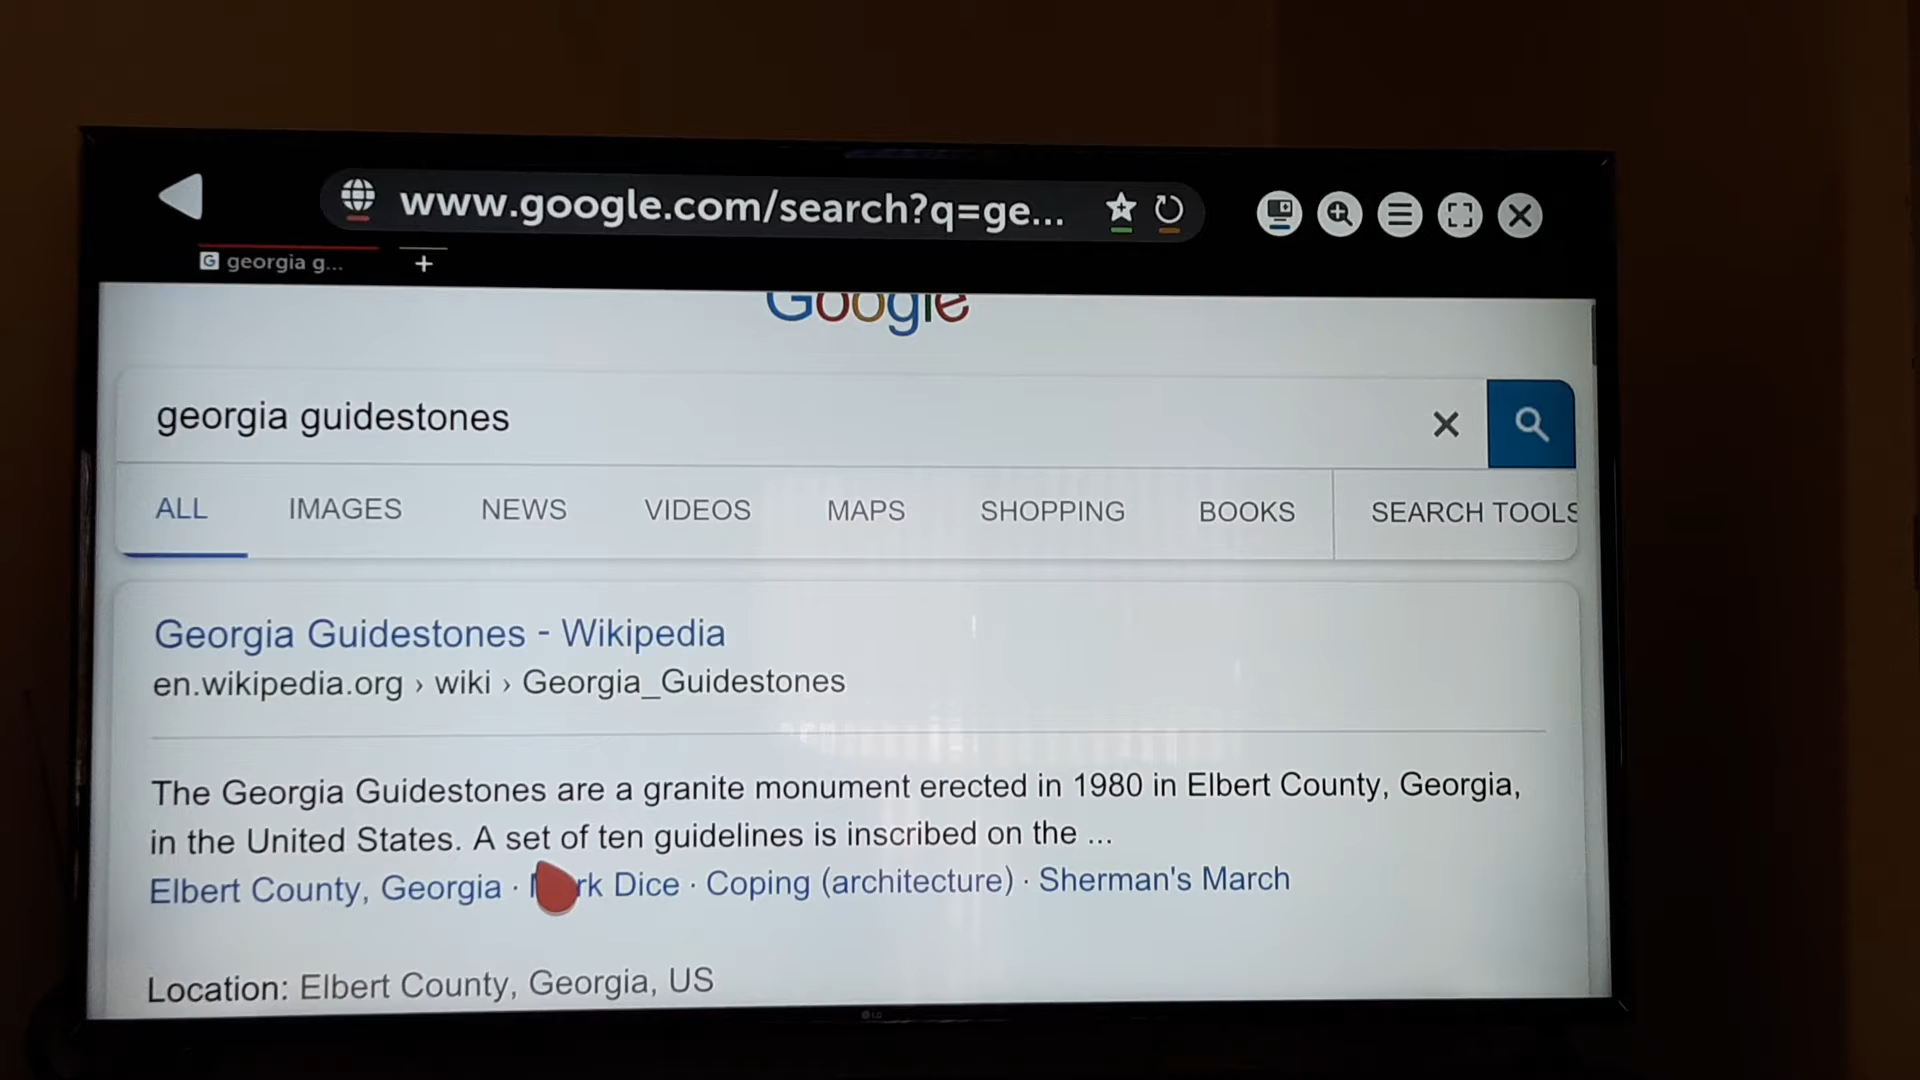 www.google.com/search?q=ge...
georgia g...
+
Google
georgia guidestones
ALL IMAGES NEWS VIDEOS MAPS SHOPPING BOOKS SEARCH TOOLS
Georgia Guidestones - Wikipedia
en.wikipedia.org › wiki › Georgia_Guidestones
The Georgia Guidestones are a granite monument erected in 1980 in Elbert County, Georgia,
in the United States. A set of ten guidelines is inscribed on the ...
Elbert County, Georgia · rk Dice · Coping (architecture) · Sherman's March
Location: Elbert County, Georgia, US
LG